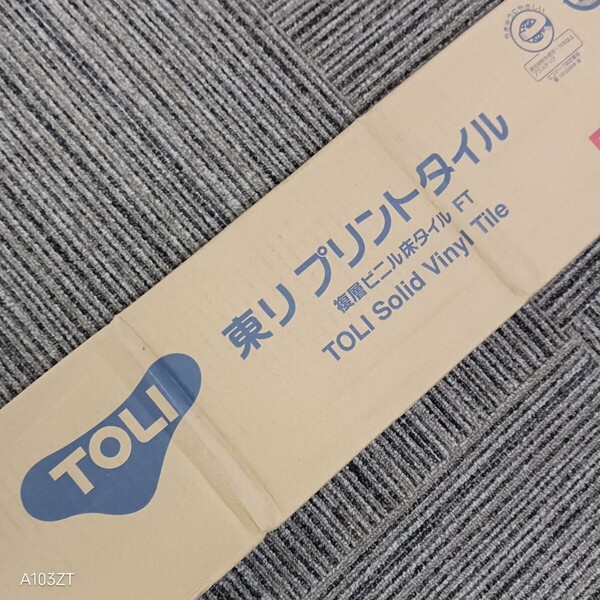 東リ プリントタイル
複層ビニル床タイル FT
TOLI Solid Vinyl Tile
TOLI
A103ZT